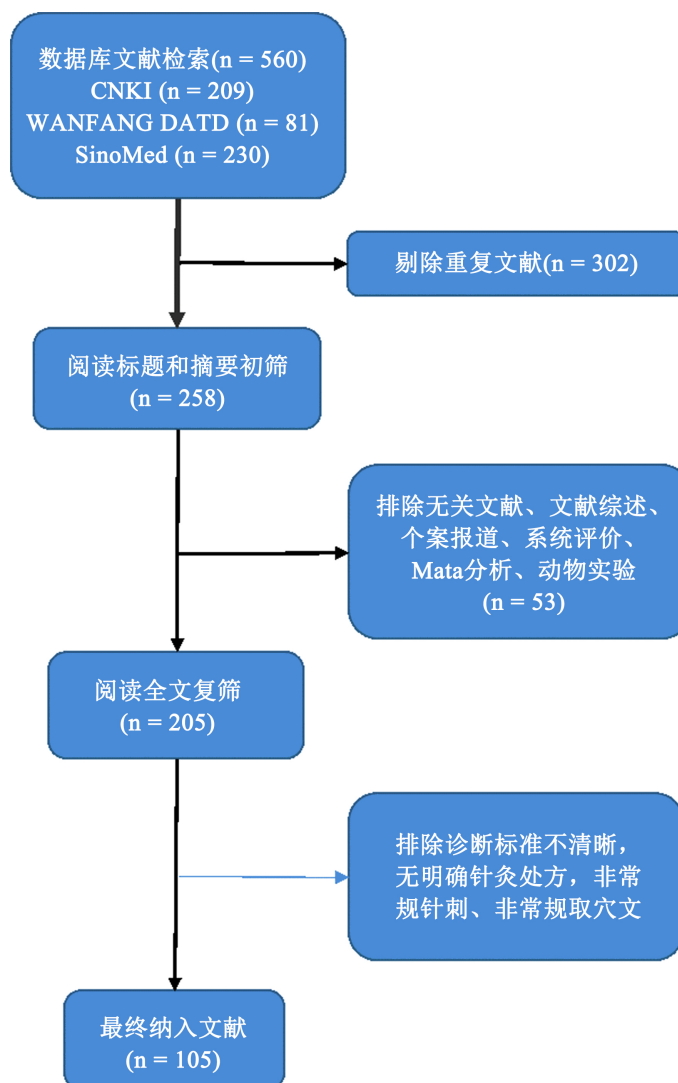 数据库文献检索(n = 560)
CNKI (n = 209)
WANFANG DATD (n = 81)
SinoMed (n = 230)
剔除重复文献(n = 302)
阅读标题和摘要初筛
(n = 258)
排除无关文献、文献综述、
个案报道、系统评价、
Mata分析、动物实验
(n = 53)
阅读全文复筛
(n = 205)
排除诊断标准不清晰，
无明确针灸处方，非常
规针刺、非常规取穴文
最终纳入文献
(n = 105)